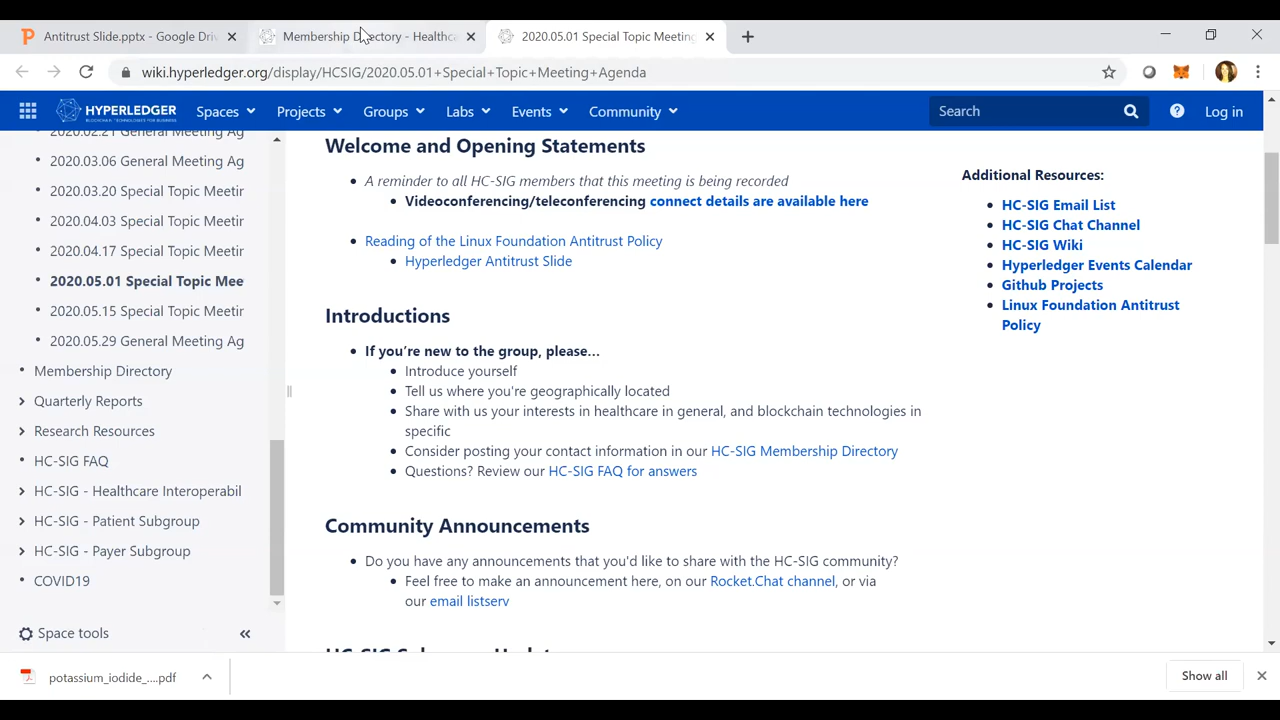 Antitrust Slide.pptx - Google Driv
Membership Directory - Healthca
2020.05.01 Special Topic Meeting
wiki.hyperledger.org/display/HCSIG/2020.05.01+Special+Topic+Meeting+Agenda
HYPERLEDGER
BLOCKCHAIN TECHNOLOGIES FOR BUSINESS
Spaces
Projects
Groups
Labs
Events
Community
Search
Log in
2020.02.21 General Meeting Ag
2020.03.06 General Meeting Ag
2020.03.20 Special Topic Meetir
2020.04.03 Special Topic Meetir
2020.04.17 Special Topic Meetir
2020.05.01 Special Topic Mee
2020.05.15 Special Topic Meetir
2020.05.29 General Meeting Ag
Membership Directory
Quarterly Reports
Research Resources
HC-SIG FAQ
HC-SIG - Healthcare Interoperabil
HC-SIG - Patient Subgroup
HC-SIG - Payer Subgroup
COVID19
Space tools
Welcome and Opening Statements
A reminder to all HC-SIG members that this meeting is being recorded
Videoconferencing/teleconferencing connect details are available here
Reading of the Linux Foundation Antitrust Policy
Hyperledger Antitrust Slide
Introductions
If you're new to the group, please...
Introduce yourself
Tell us where you're geographically located
Share with us your interests in healthcare in general, and blockchain technologies in
specific
Consider posting your contact information in our HC-SIG Membership Directory
Questions? Review our HC-SIG FAQ for answers
Community Announcements
Do you have any announcements that you'd like to share with the HC-SIG community?
Feel free to make an announcement here, on our Rocket.Chat channel, or via
our email listserv
Additional Resources:
HC-SIG Email List
HC-SIG Chat Channel
HC-SIG Wiki
Hyperledger Events Calendar
Github Projects
Linux Foundation Antitrust
Policy
potassium_iodide_....pdf
Show all